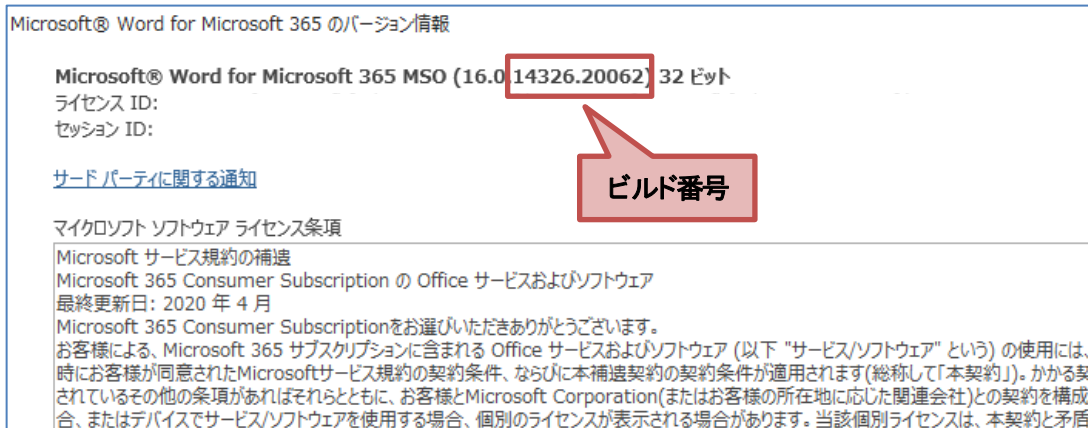 Microsoft® Word for Microsoft 365 のバージョン情報
Microsoft® Word for Microsoft 365 MSO (16.0.14326.20062) 32 ビット
ライセンス ID:
セッション ID:
サード パーティに関する通知
ビルド番号
マイクロソフト ソフトウェア ライセンス条項
Microsoft サービス規約の補遺
Microsoft 365 Consumer Subscription の Office サービスおよびソフトウェア
最終更新日: 2020 年 4 月
Microsoft 365 Consumer Subscriptionをお選びいただきありがとうございます。
お客様による、Microsoft 365 サブスクリプションに含まれる Office サービスおよびソフトウェア (以下 "サービス/ソフトウェア" という) の使用には、
時にお客様が同意されたMicrosoftサービス規約の契約条件、ならびに本補遺契約の契約条件が適用されます(総称して「本契約」)。かかる契
されているその他の条項があればそれらとともに、お客様とMicrosoft Corporation(またはお客様の所在地に応じた関連会社)との契約を構成
合、またはデバイスでサービス/ソフトウェアを使用する場合、個別のライセンスが表示される場合があります。当該個別ライセンスは、本契約と矛盾